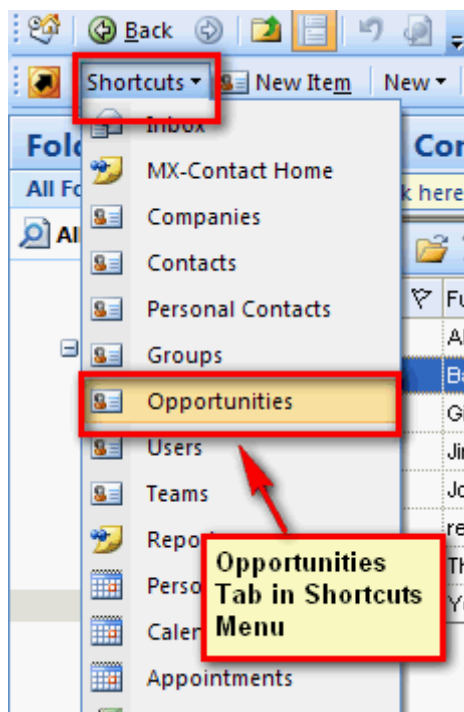 Back
Shortcuts New Item New
Inbox
MX-Contact Home
All
Companies
Contacts
Personal Contacts
Groups
Opportunities
Users
Teams
Opportunities
Tab in Shortcuts
Menu
Appointments